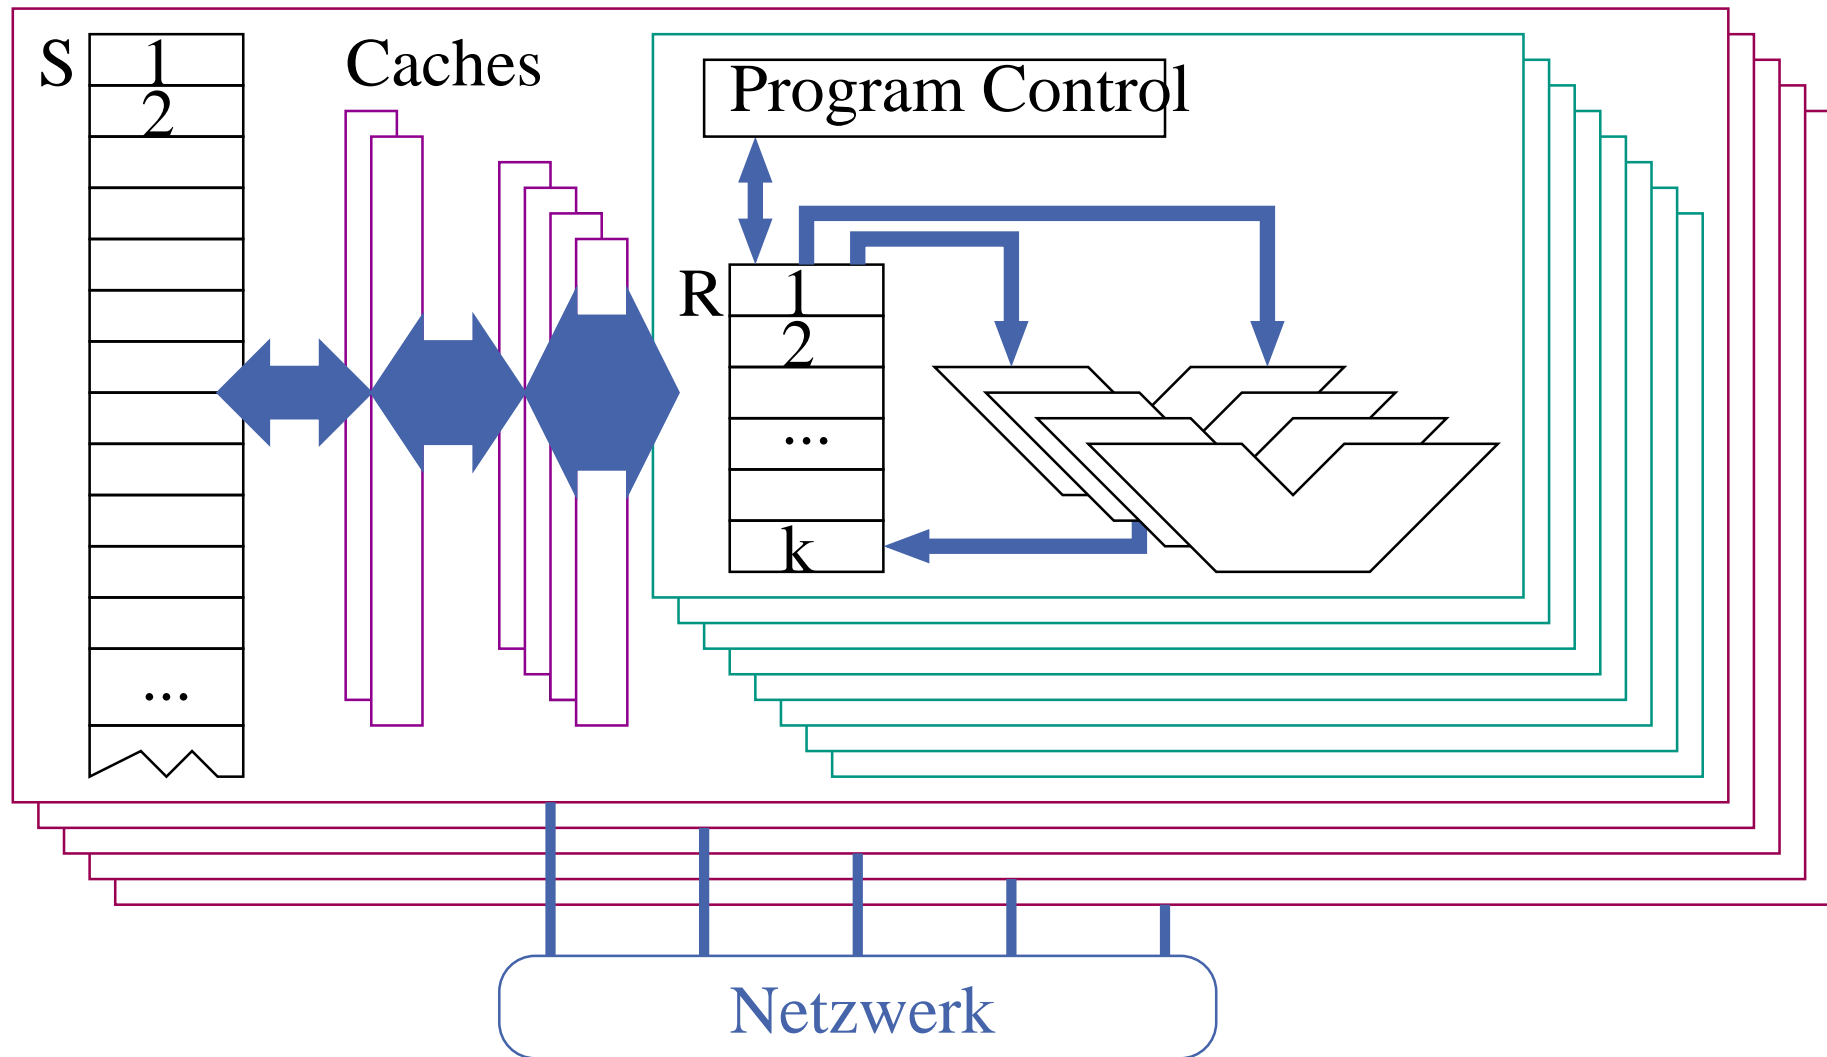 S
1
2
...
Caches
Program Control
R
1
2
...
k
Netzwerk